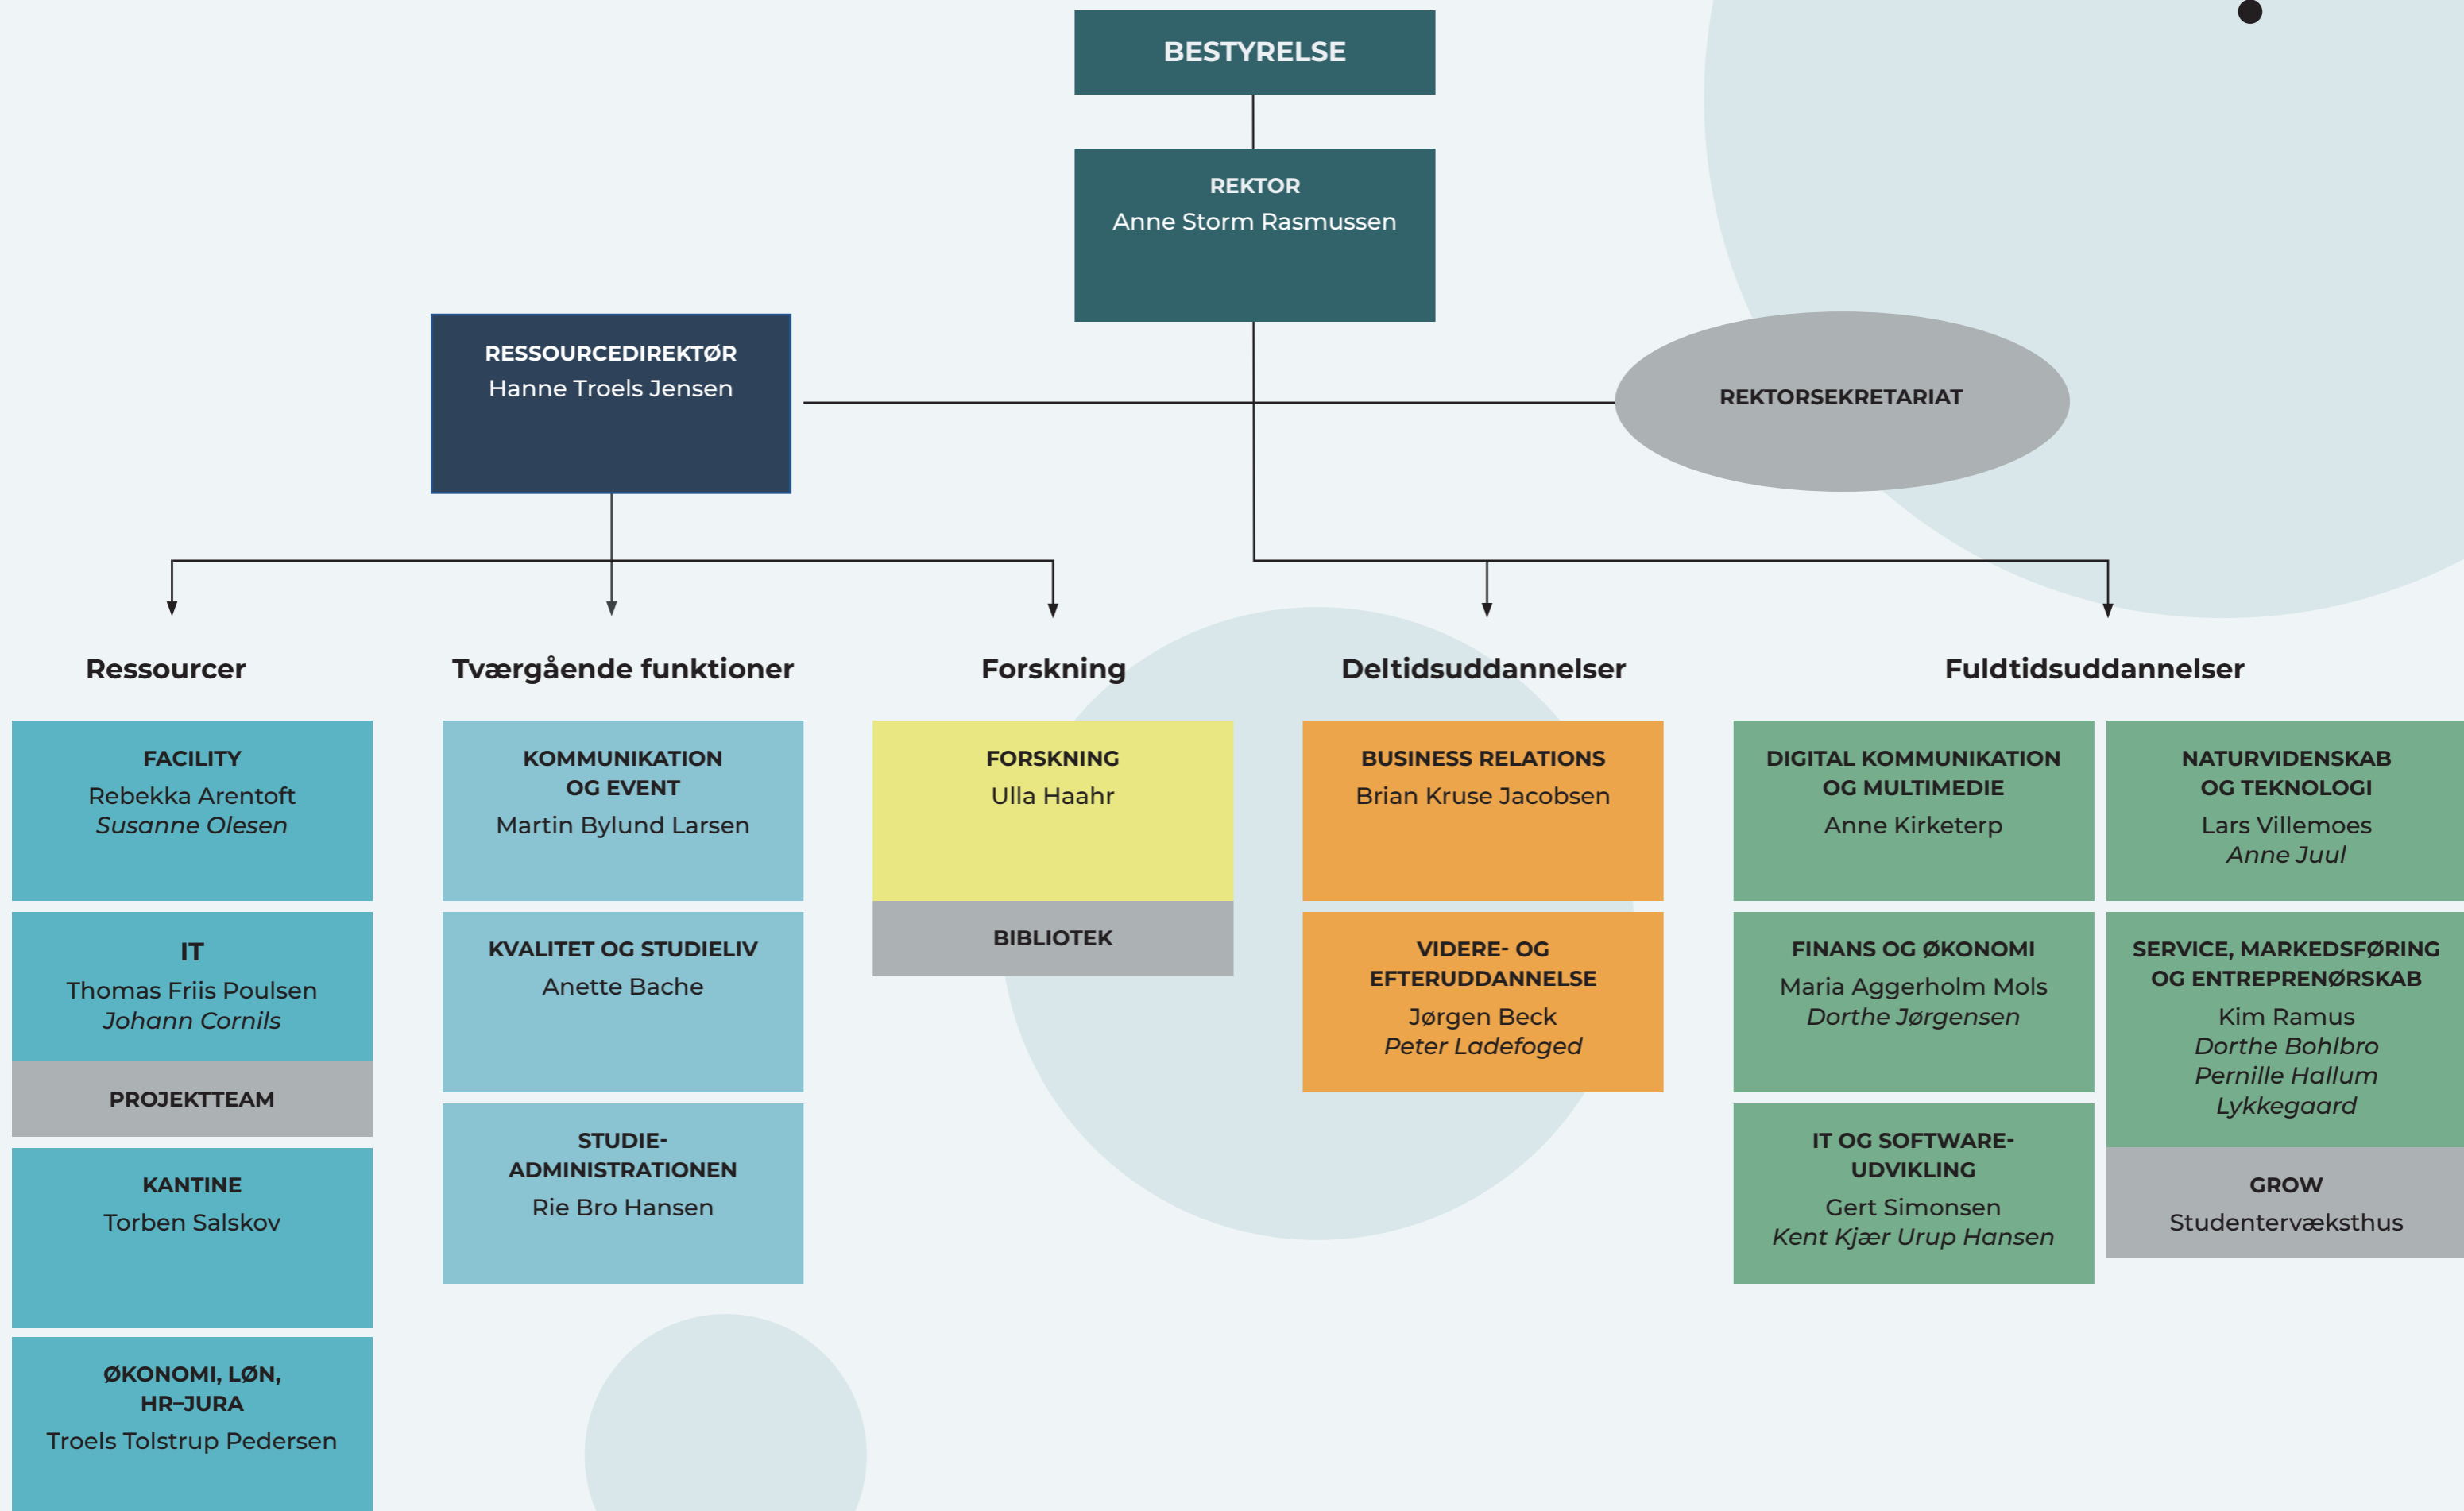 BESTYRELSE
REKTOR
Anne Storm Rasmussen
RESSOURCEDIREKTØR
Hanne Troels Jensen
REKTORSEKRETARIAT
Ressourcer
FACILITY
Rebekka Arentoft
Susanne Olesen
IT
Thomas Friis Poulsen
Johann Cornils
PROJEKTTEAM
KANTINE
Torben Salskov
ØKONOMI, LØN,
HR–JURA
Troels Tolstrup Pedersen
Tværgående funktioner
KOMMUNIKATION
OG EVENT
Martin Bylund Larsen
KVALITET OG STUDIELIV
Anette Bache
STUDIE-
ADMINISTRATIONEN
Rie Bro Hansen
Forskning
FORSKNING
Ulla Haahr
BIBLIOTEK
Deltidsuddannelser
BUSINESS RELATIONS
Brian Kruse Jacobsen
VIDERE- OG
EFTERUDDANNELSE
Jørgen Beck
Peter Ladefoged
Fuldtidsuddannelser
DIGITAL KOMMUNIKATION
OG MULTIMEDIE
Anne Kirketerp
FINANS OG ØKONOMI
Maria Aggerholm Mols
Dorthe Jørgensen
IT OG SOFTWARE-
UDVIKLING
Gert Simonsen
Kent Kjær Urup Hansen
NATURVIDENSKAB
OG TEKNOLOGI
Lars Villemoes
Anne Juul
SERVICE, MARKEDSFØRING
OG ENTREPRENØRSKAB
Kim Ramus
Dorthe Bohlbro
Pernille Hallum
Lykkegaard
GROW
Studentervæksthus